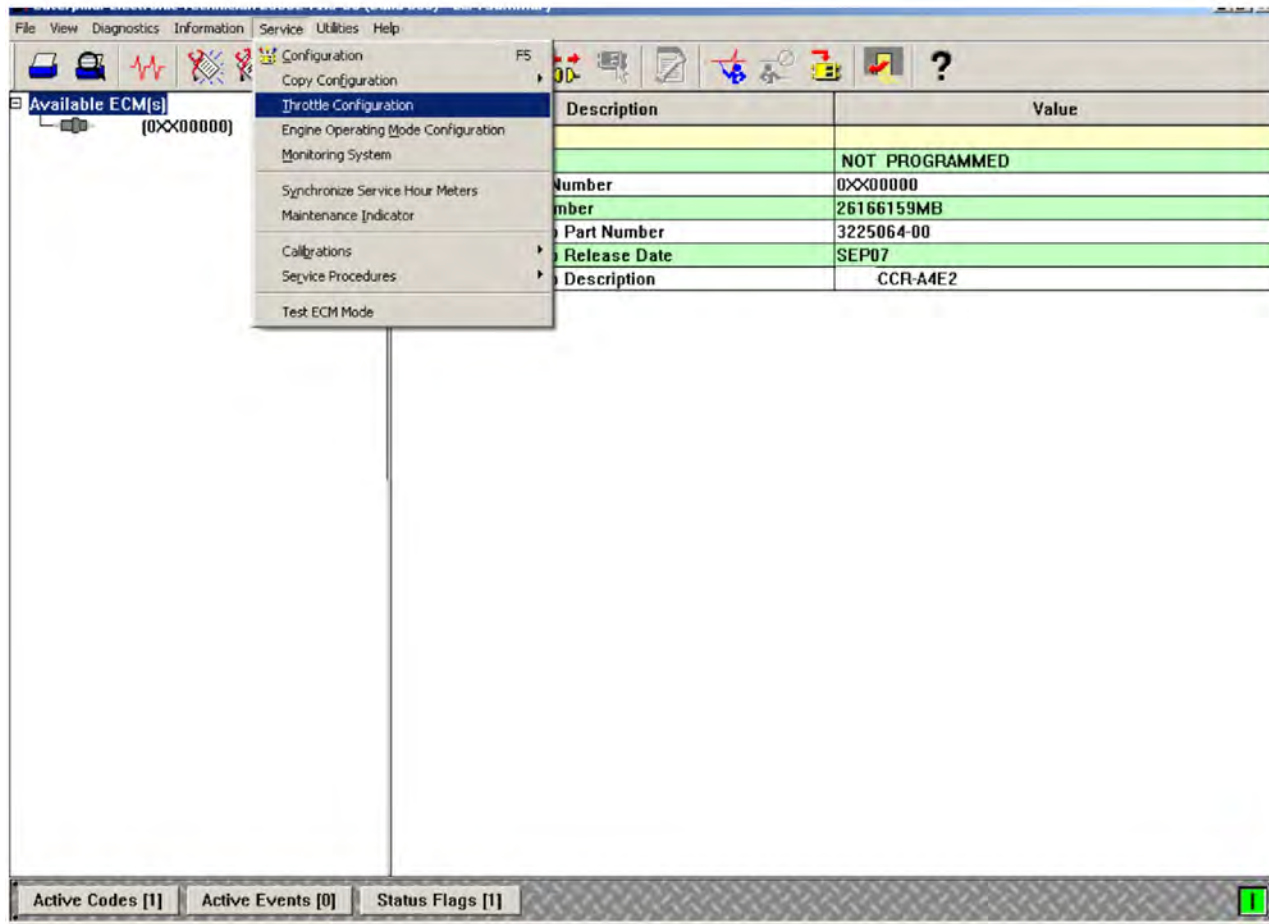 File View Diagnostics Information Service Utilities Help
Configuration F5
Copy Configuration
Throttle Configuration
Engine Operating Mode Configuration
Monitoring System
Synchronize Service Hour Meters
Maintenance Indicator
Calibrations
Service Procedures
Test ECM Mode
Available ECM(s)
(0XX00000)
Description Value
NOT PROGRAMMED
Number 0XX00000
mber 26166159MB
Part Number 3225064-00
Release Date SEP07
Description CCR-A4E2
Active Codes [1] Active Events [0] Status Flags [1]